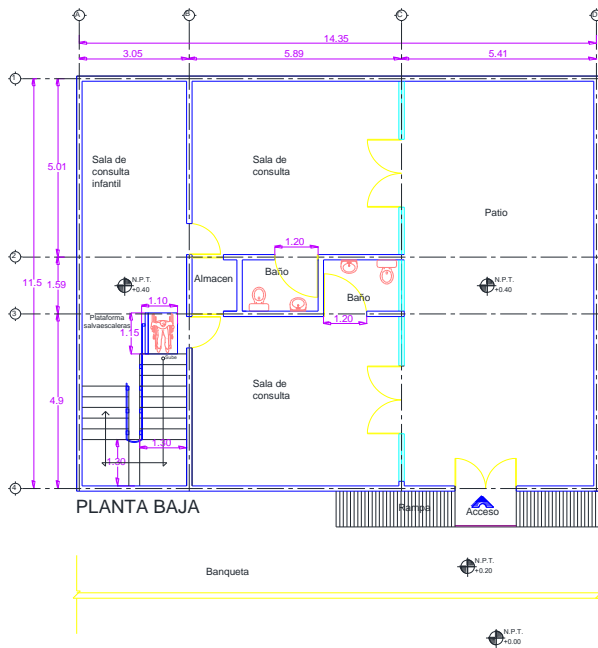 A
B
C
D
14.35
3.05
5.89
5.41
1
5.01
Sala de
consulta
infantil
Sala de
consulta
Patio
1.20
2
Almacen
Baño
Baño
11.5
1.59
N.P.T.
+0.40
N.P.T.
+0.40
1.10
3
Plataforma
salvaescaleras
1.15
1.20
Sube
4.9
Sala de
consulta
1.30
1.30
4
PLANTA BAJA
Rampa
Acceso
Banqueta
N.P.T.
+0.20
N.P.T.
+0.00